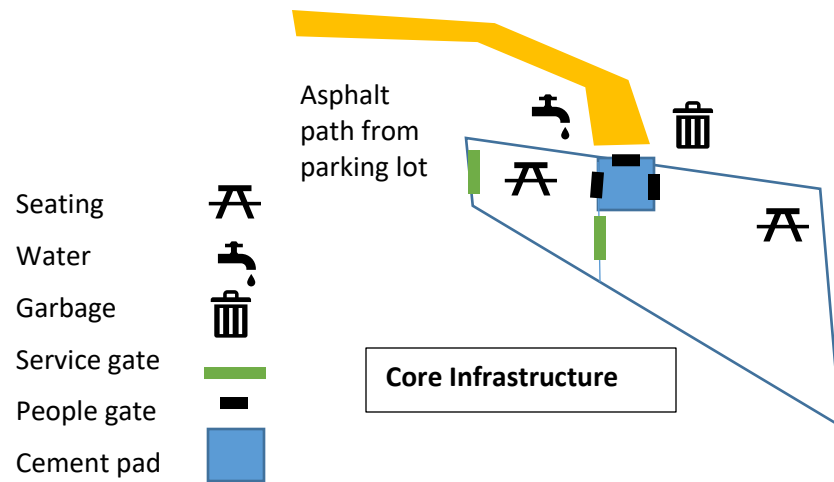 Asphalt
path from
parking lot
Seating
Water
Garbage
Service gate
People gate
Cement pad
Core Infrastructure